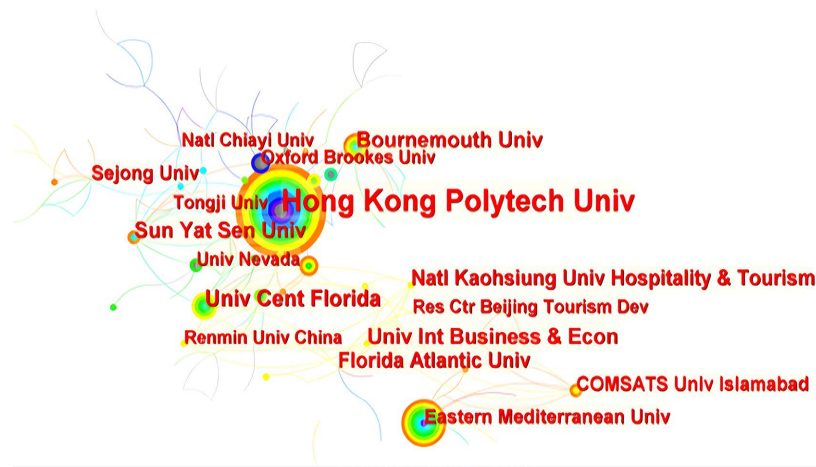 Natl Chiayi Univ
Bournemouth Univ
Oxford Brookes Univ
Sejong Univ
Tongji Univ
Hong Kong Polytech Univ
Sun Yat Sen Univ
Univ Nevada
Natl Kaohsiung Univ Hospitality & Tourism
Univ Cent Florida
Res Ctr Beijing Tourism Dev
Renmin Univ China
Univ Int Business & Econ
Florida Atlantic Univ
COMSATS Univ Islamabad
Eastern Mediterranean Univ